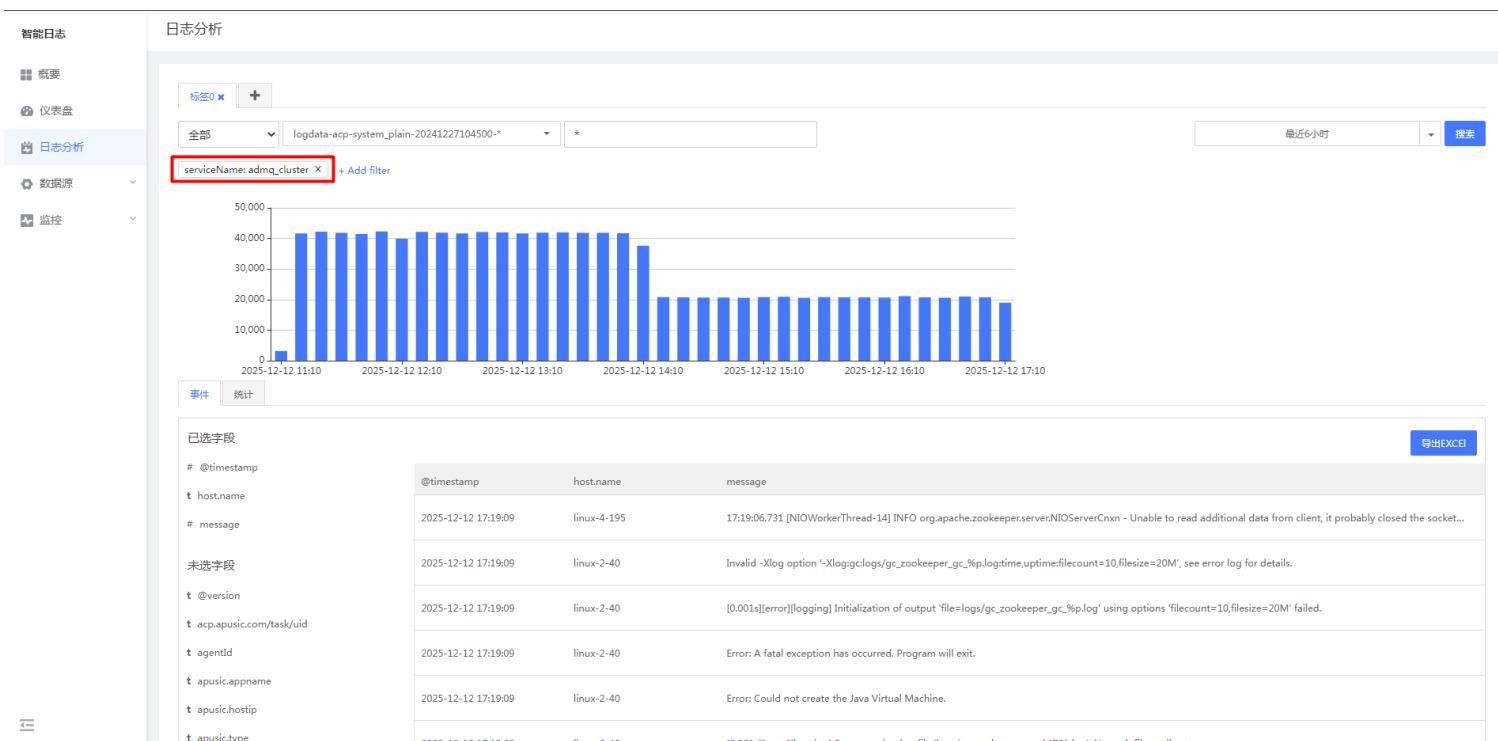 智能日志
日志分析
概要
仪表盘
日志分析
数据源
监控
标签0 ×
+
全部
logdata-acp-system_plain-20241227104500-*
*
最近6小时
搜索
serviceName: admq_cluster X
+ Add filter
50,000
40,000
30,000
20,000
10,000
0
2025-12-12 11:10
2025-12-12 12:10
2025-12-12 13:10
2025-12-12 14:10
2025-12-12 15:10
2025-12-12 16:10
2025-12-12 17:10
事件
统计
已选字段
导出EXCEl
# @timestamp
t host.name
# message
未选字段
t @version
t acp.apusic.com/task/uid
t agentId
t apusic.appname
t apusic.hostip
t apusic.type
@timestamp host.name message
2025-12-12 17:19:09 linux-4-195 17:19:06.731 [NIOWorkerThread-14] INFO org.apache.zookeeper.server.NIOServerCnxn - Unable to read additional data from client, it probably closed the socket...
2025-12-12 17:19:09 linux-2-40 Invalid -Xlog option '-Xlog:gc:logs/gc_zookeeper_gc_%p.log:time,uptime:filecount=10,filesize=20M', see error log for details.
2025-12-12 17:19:09 linux-2-40 [0.001s][error][logging] Initialization of output 'file=logs/gc_zookeeper_gc_%p.log' using options 'filecount=10,filesize=20M' failed.
2025-12-12 17:19:09 linux-2-40 Error: A fatal exception has occurred. Program will exit.
2025-12-12 17:19:09 linux-2-40 Error: Could not create the Java Virtual Machine.